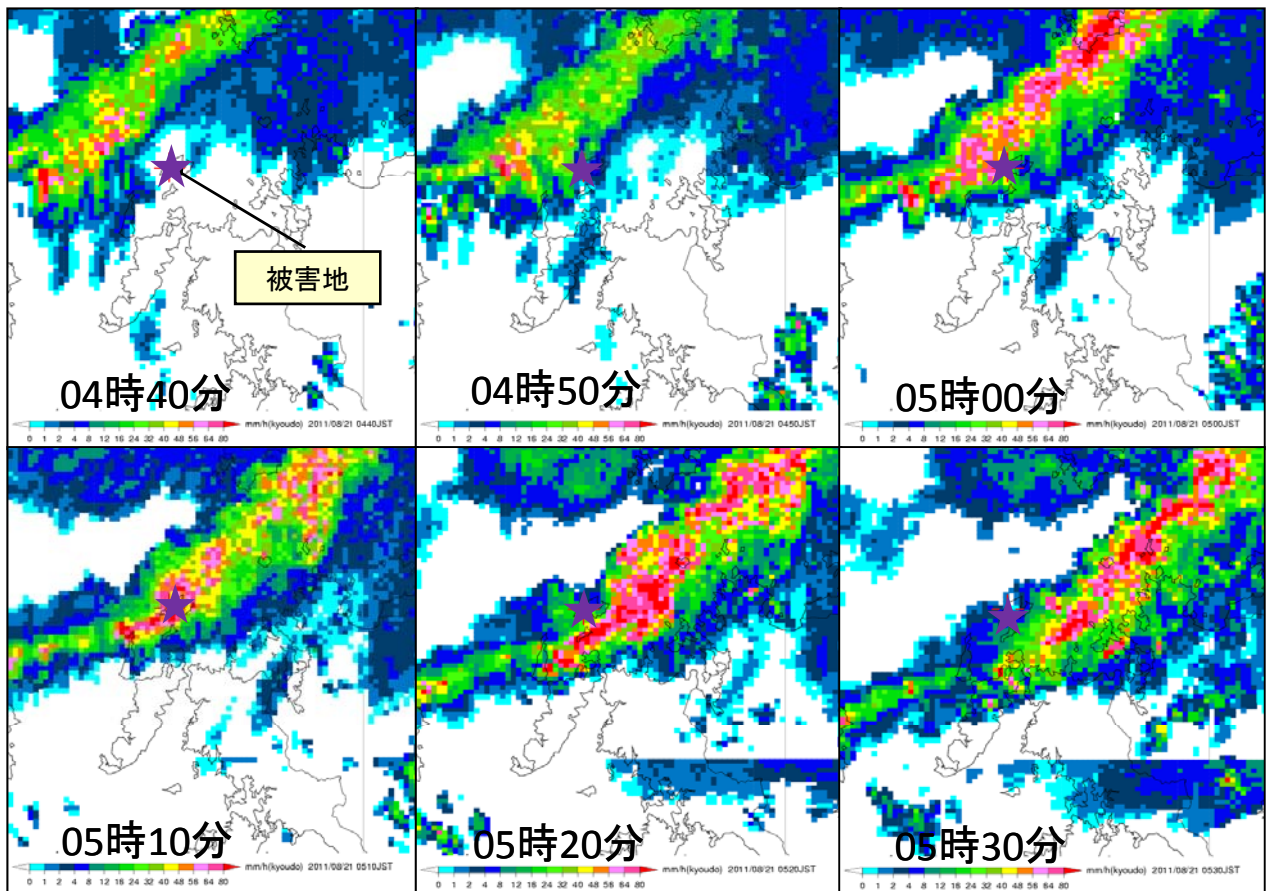 被害地
04時40分
0 1 2 4 8 12 16 24 32 40 48 56 64 80 mm/h(kyoudo) 2011/08/21 0440JST
04時50分
0 1 2 4 8 12 16 24 32 40 48 56 64 80 mm/h(kyoudo) 2011/08/21 0450JST
05時00分
0 1 2 4 8 12 16 24 32 40 48 56 64 80 mm/h(kyoudo) 2011/08/21 0500JST
05時10分
0 1 2 4 8 12 16 24 32 40 48 56 64 80 mm/h(kyoudo) 2011/08/21 0510JST
05時20分
0 1 2 4 8 12 16 24 32 40 48 56 64 80 mm/h(kyoudo) 2011/08/21 0520JST
05時30分
0 1 2 4 8 12 16 24 32 40 48 56 64 80 mm/h(kyoudo) 2011/08/21 0530JST